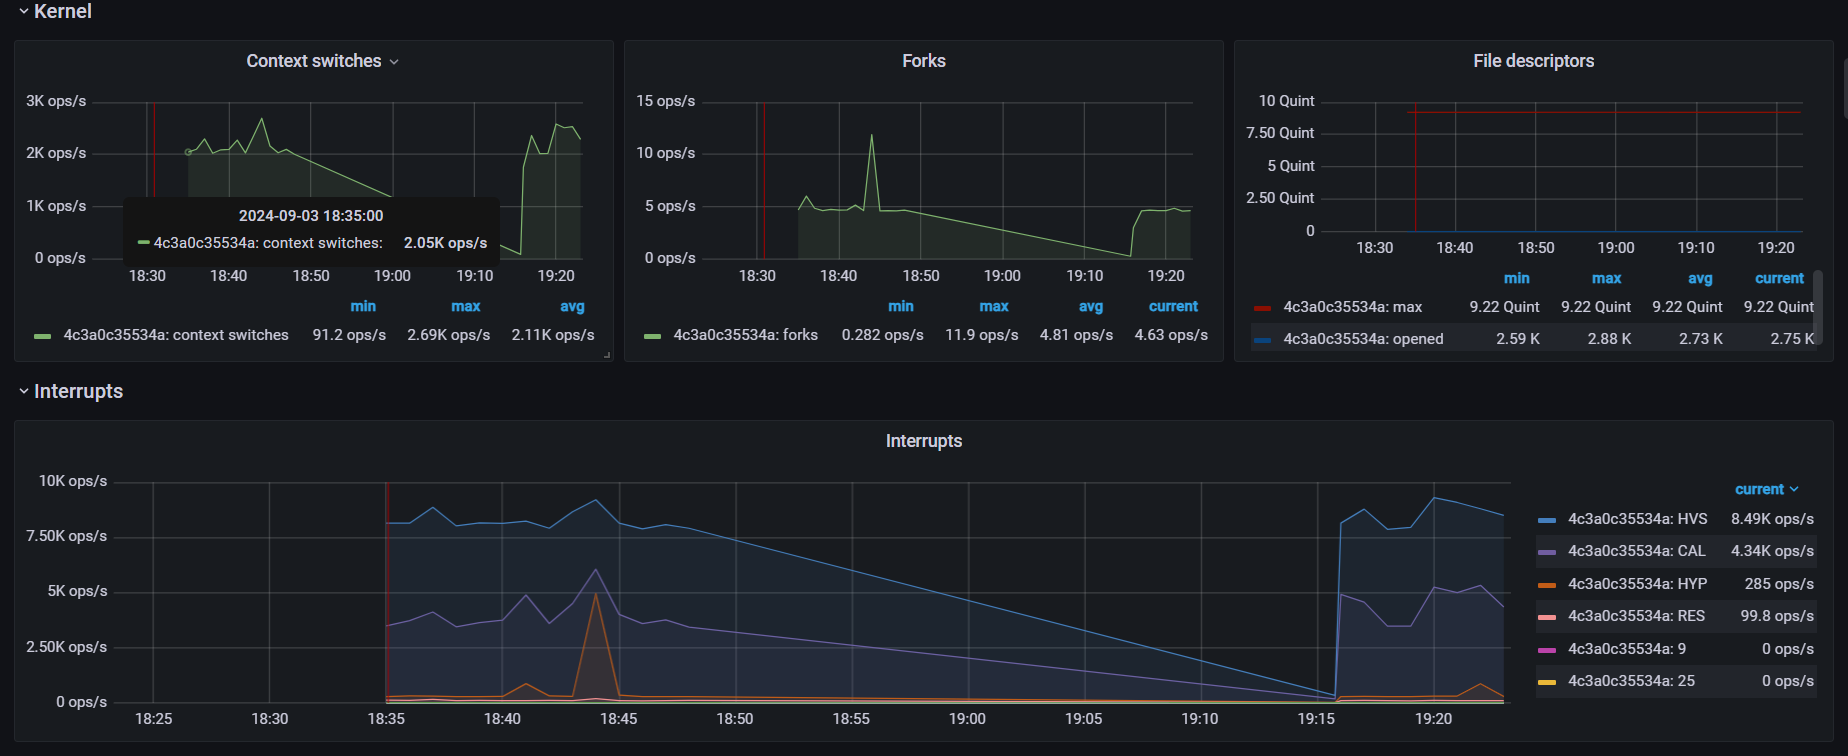 Kernel
Context switches
3K ops/s
2K ops/s
1K ops/s
0 ops/s
2024-09-03 18:35:00
4c3a0c35534a: context switches: 2.05K ops/s
18:30 18:40 18:50 19:00 19:10 19:20
min max avg
4c3a0c35534a: context switches 91.2 ops/s 2.69K ops/s 2.11K ops/s
Forks
15 ops/s
10 ops/s
5 ops/s
0 ops/s
18:30 18:40 18:50 19:00 19:10 19:20
min max avg current
4c3a0c35534a: forks 0.282 ops/s 11.9 ops/s 4.81 ops/s 4.63 ops/s
File descriptors
10 Quint
7.50 Quint
5 Quint
2.50 Quint
0
18:30 18:40 18:50 19:00 19:10 19:20
min max avg current
4c3a0c35534a: max 9.22 Quint 9.22 Quint 9.22 Quint 9.22 Quint
4c3a0c35534a: opened 2.59 K 2.88 K 2.73 K 2.75 K
Interrupts
Interrupts
10K ops/s
7.50K ops/s
5K ops/s
2.50K ops/s
0 ops/s
18:25 18:30 18:35 18:40 18:45 18:50 18:55 19:00 19:05 19:10 19:15 19:20
current
4c3a0c35534a: HVS 8.49K ops/s
4c3a0c35534a: CAL 4.34K ops/s
4c3a0c35534a: HYP 285 ops/s
4c3a0c35534a: RES 99.8 ops/s
4c3a0c35534a: 9 0 ops/s
4c3a0c35534a: 25 0 ops/s